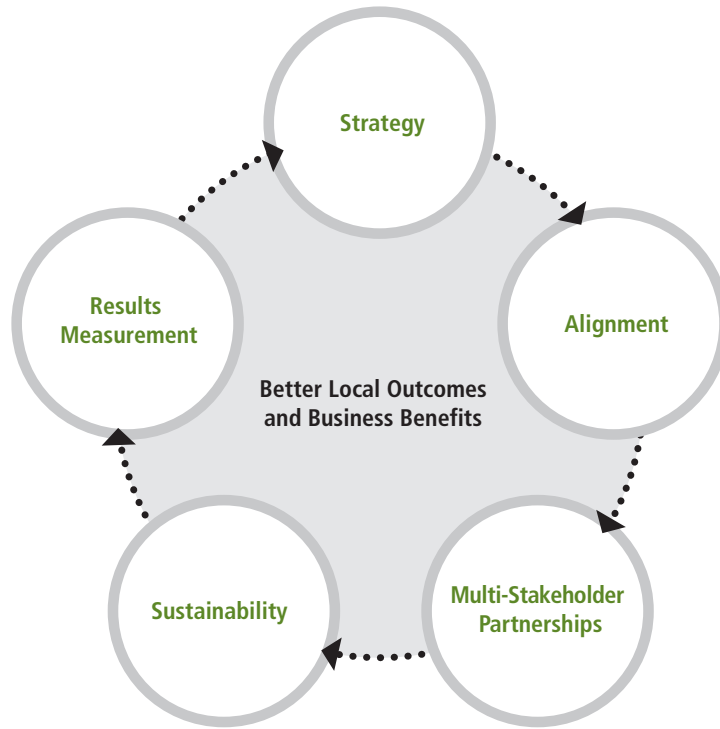 Strategy
Alignment
Multi-Stakeholder
Partnerships
Sustainability
Results
Measurement
Better Local Outcomes
and Business Benefits